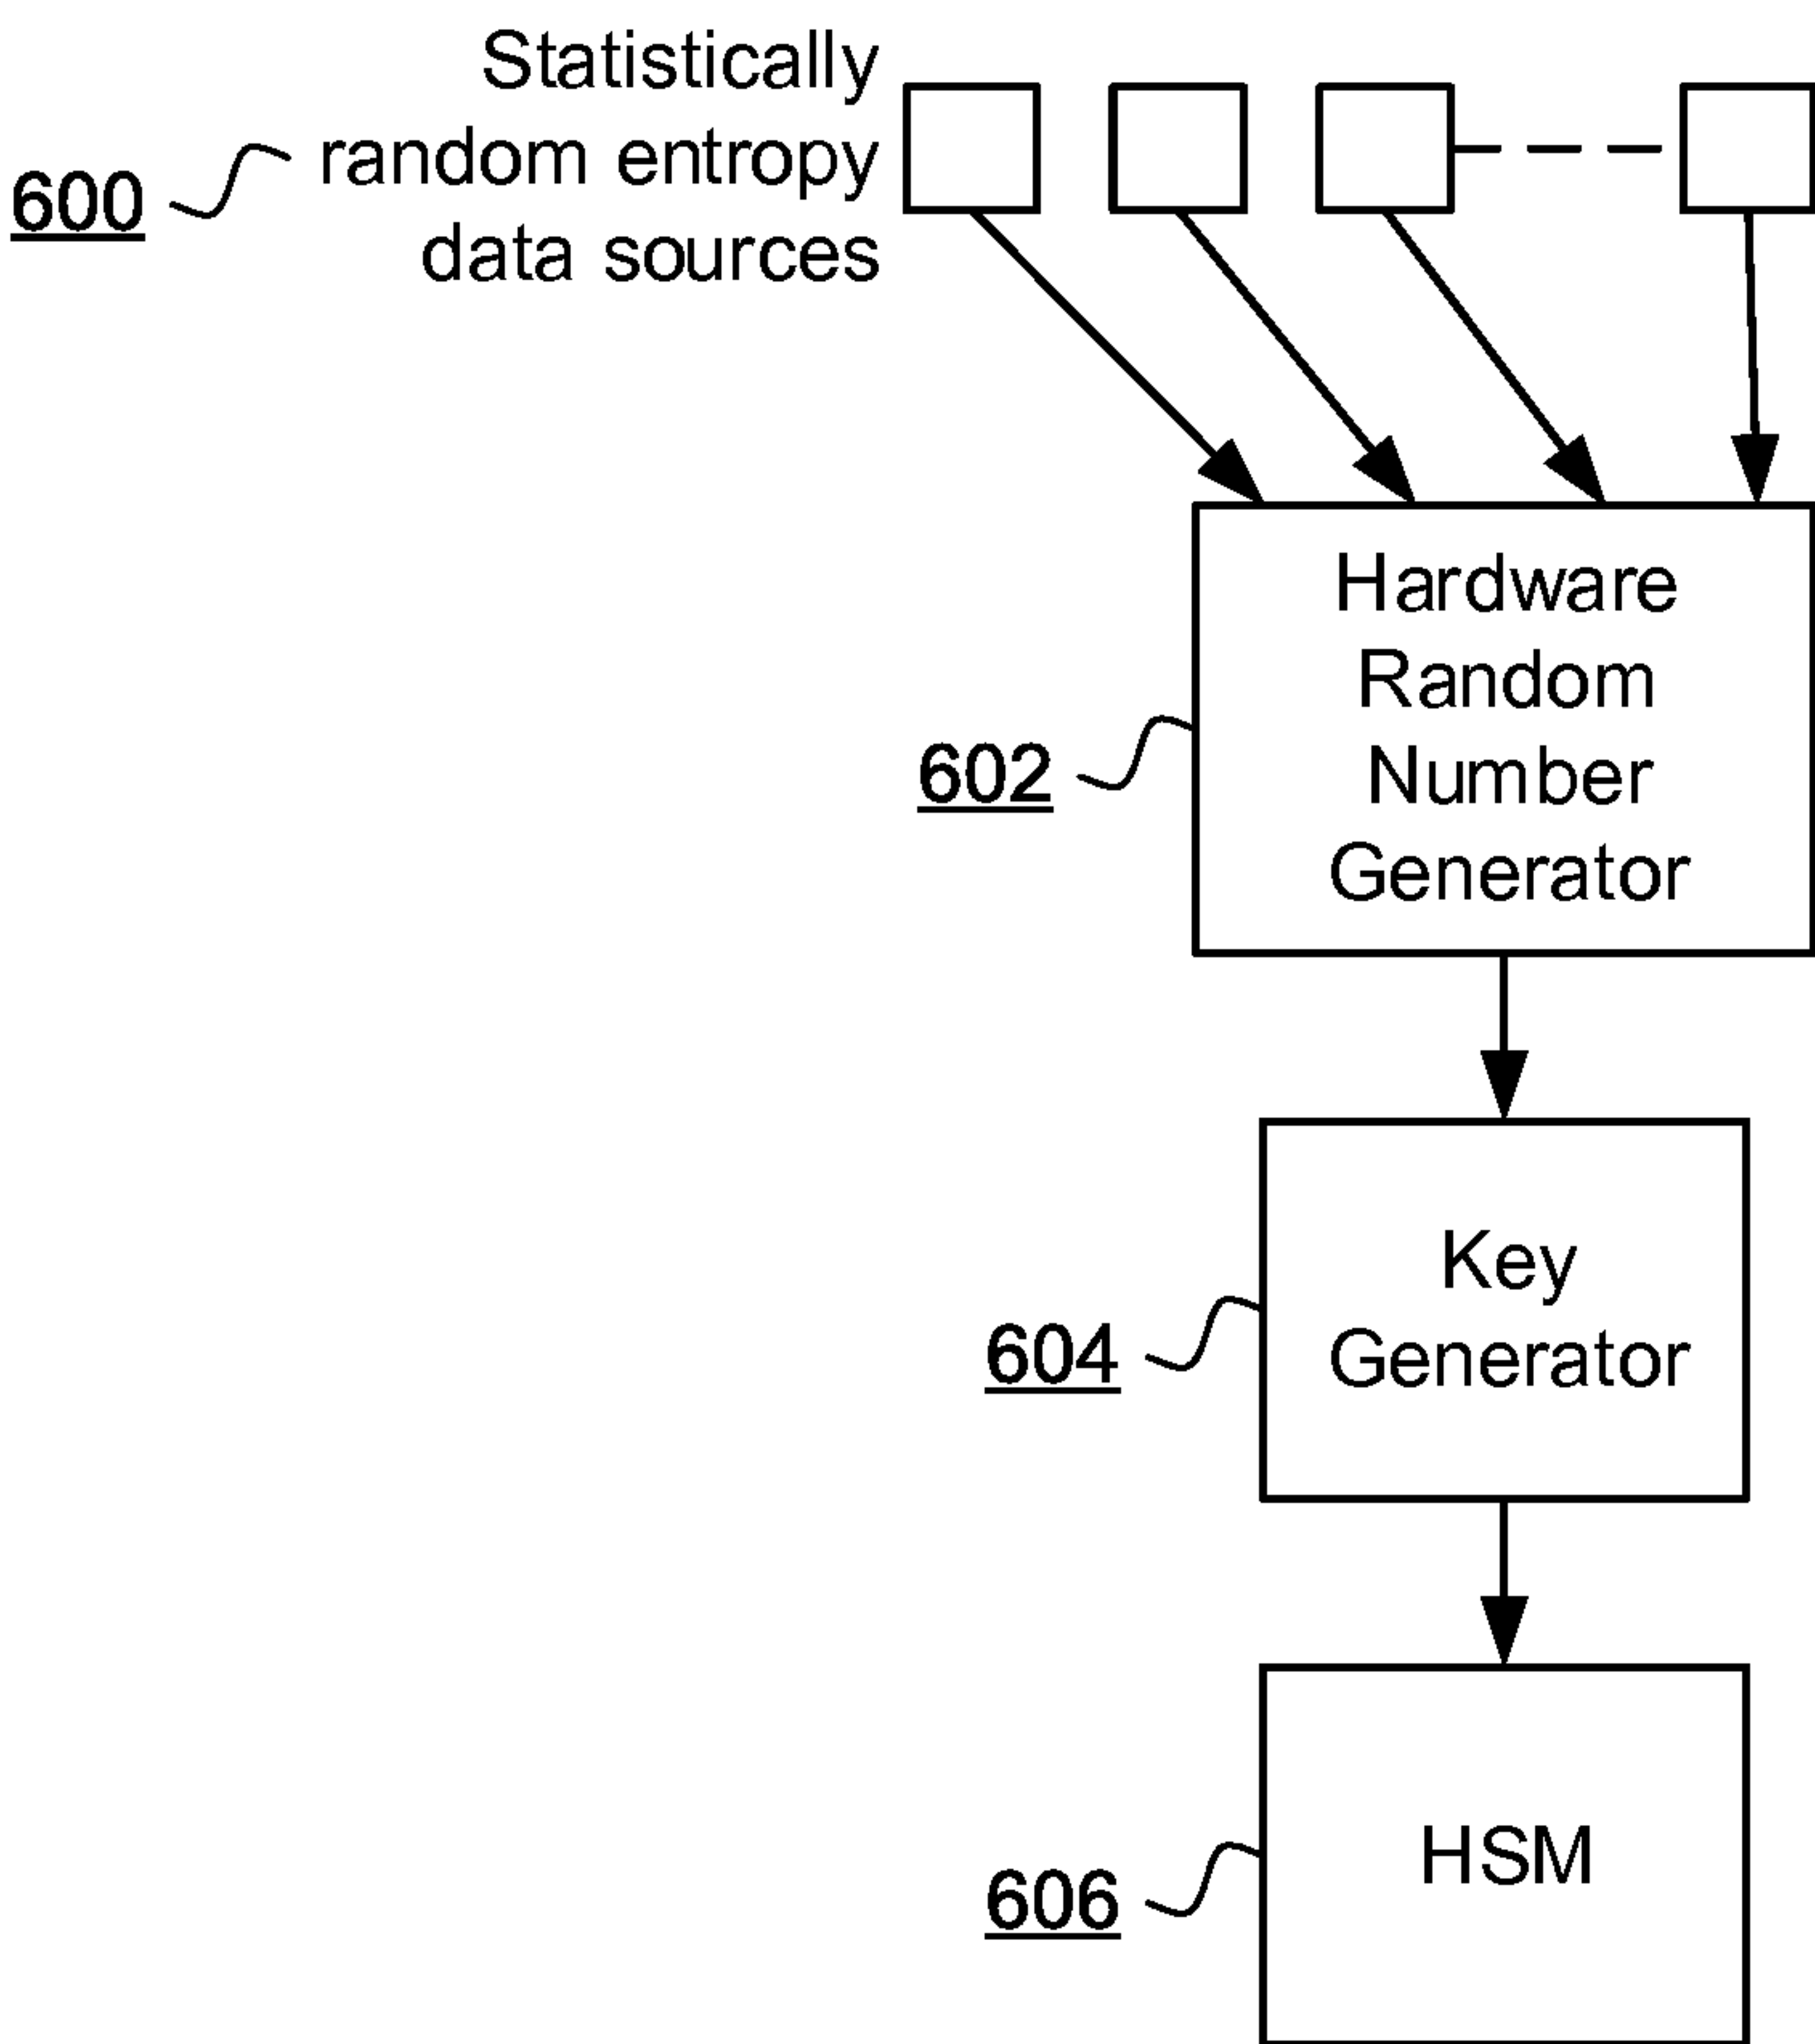 Statistically
random entropy
data sources
600
Hardware
Random
Number
Generator
602
Key
Generator
604
HSM
606